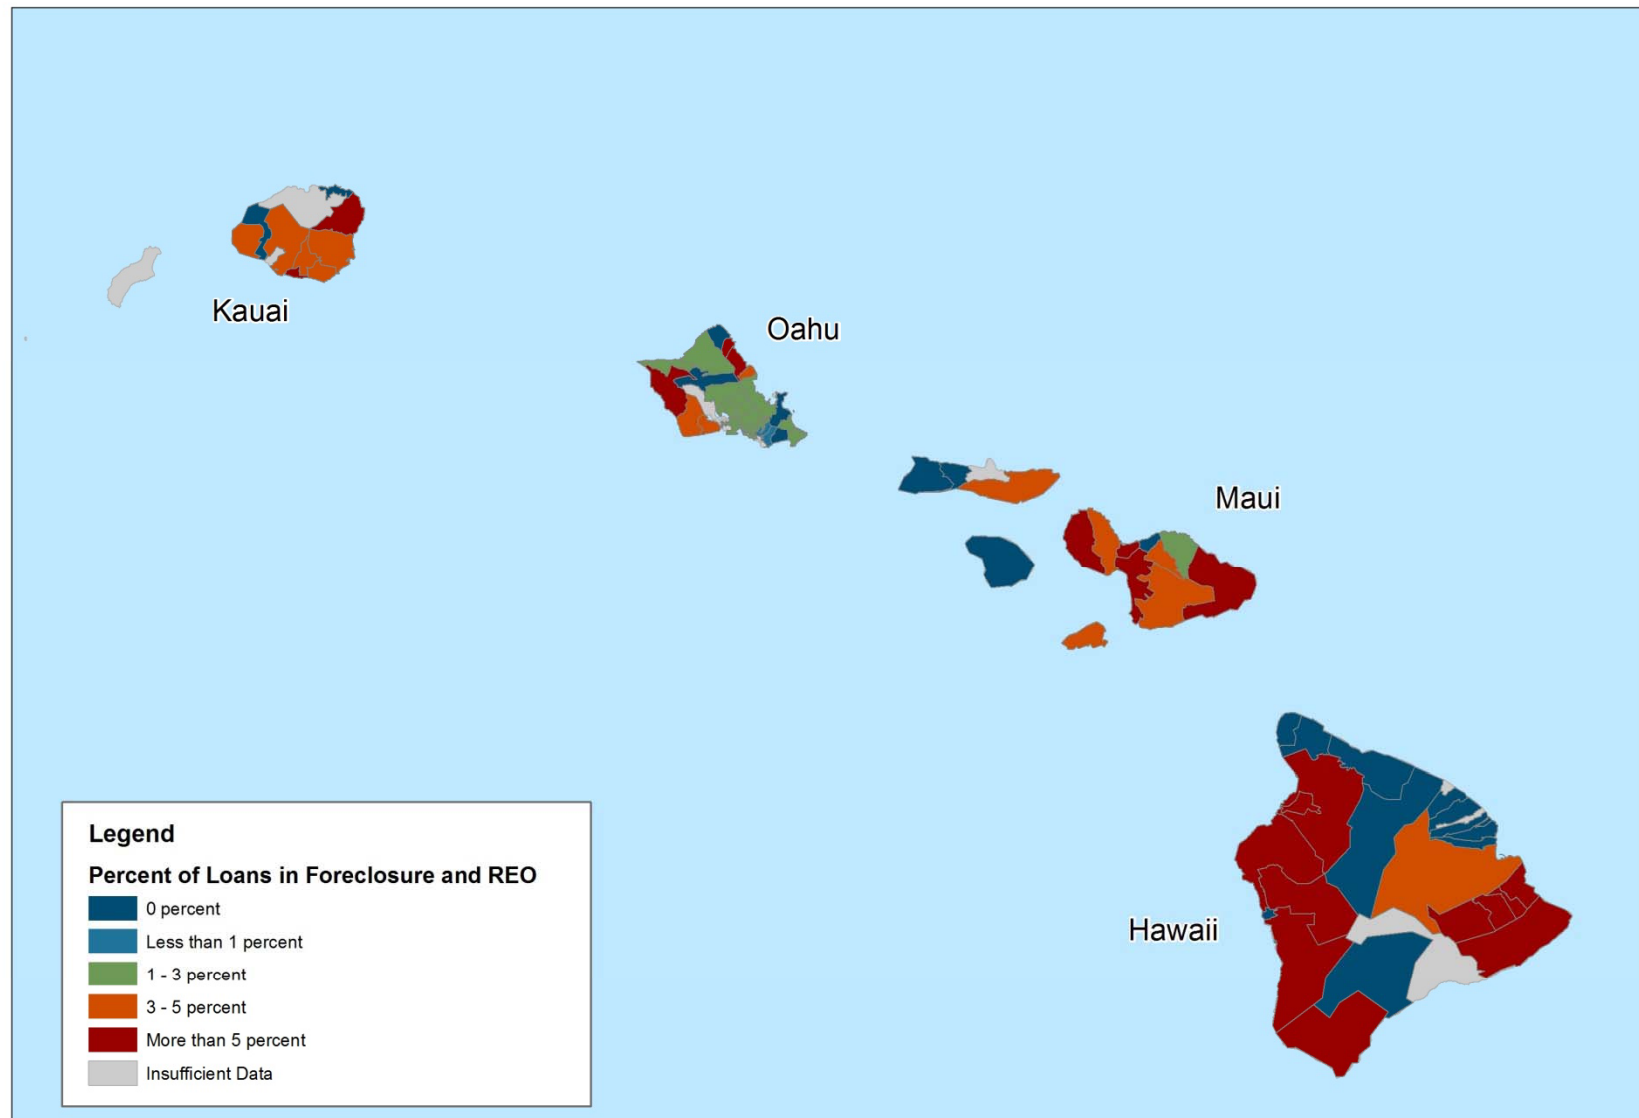 Kauai
Oahu
Maui
Hawaii
Legend
Percent of Loans in Foreclosure and REO
0 percent
Less than 1 percent
1 - 3 percent
3 - 5 percent
More than 5 percent
Insufficient Data